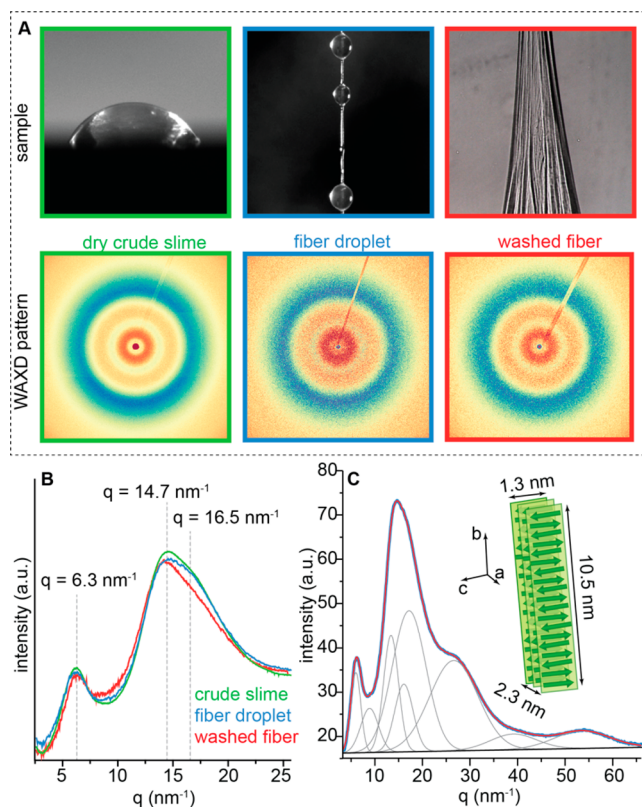 A
sample
dry crude slime
fiber droplet
washed fiber
WAXD pattern
B
q = 14.7 nm⁻¹
q = 16.5 nm⁻¹
q = 6.3 nm⁻¹
intensity (a.u.)
crude slime
fiber droplet
washed fiber
5 10 15 20 25
q (nm⁻¹)
C
80
70
60
50
40
30
20
intensity (a.u.)
1.3 nm
b
a
c
10.5 nm
2.3 nm
10 20 30 40 50 60
q (nm⁻¹)